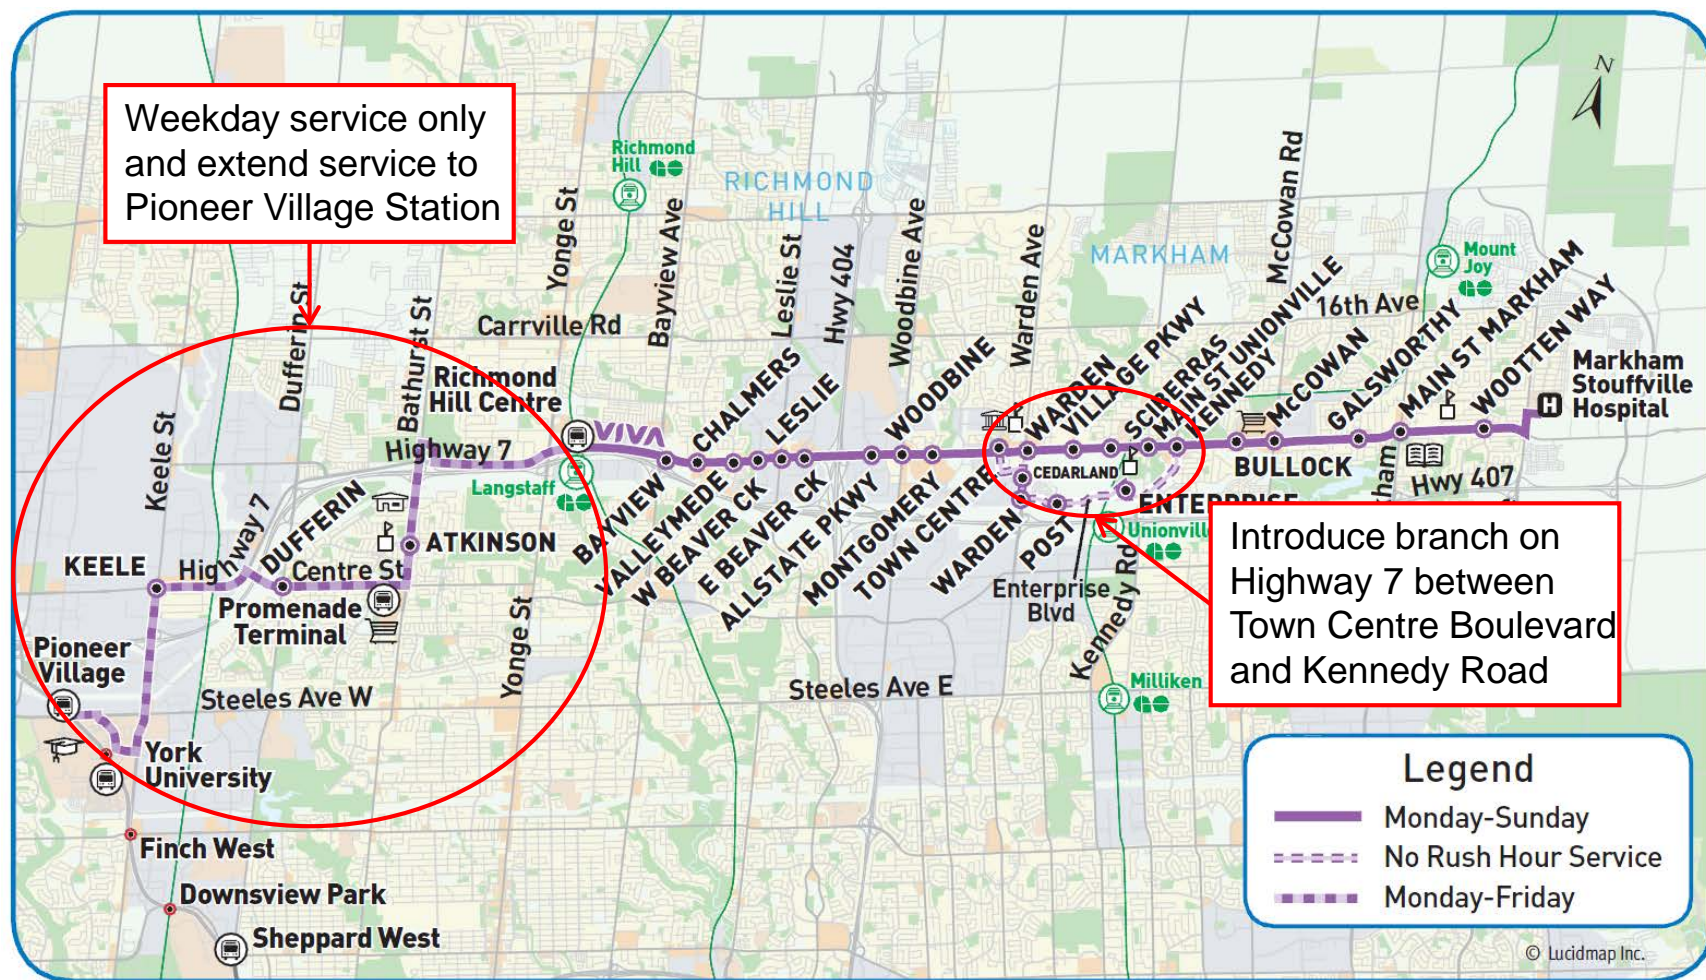 Weekday service only
and extend service to
Pioneer Village Station
N
Richmond
Hill
RICHMOND
HILL
MARKHAM
Mount
Joy
Yonge St
Bayview Ave
Leslie St
Hwy 404
Woodbine Ave
Warden Ave
McCowan Rd
16th Ave
Carrville Rd
Dufferin St
Bathurst St
Keele St
Richmond
Hill Centre
VIVA
Highway 7
Langstaff
CHALMERS
LESLIE
WOODBINE
WARDEN
VILLAGE PKWY
SCIBERRAS
MAIN ST UNIONVILLE
KENNEDY
McCOWAN
GALSWORTHY
MAIN ST MARKHAM
WOOTTEN WAY
Markham
Stouffville
Hospital
H
BULLOCK
Hwy 407
CEDARLAND
BAYVIEW
VALLEYMEDE
W BEAVER CK
E BEAVER CK
ALLSTATE PKWY
MONTGOMERY
TOWN CENTRE
WARDEN
POST
ENTERPRISE
Enterprise
Blvd
Unionville
Kennedy Rd
Milliken
KEELE
Highway 7
DUFFERIN
Centre St
ATKINSON
Promenade
Terminal
Pioneer
Village
Steeles Ave W
Yonge St
Steeles Ave E
York
University
Finch West
Downsview Park
Sheppard West
Introduce branch on
Highway 7 between
Town Centre Boulevard
and Kennedy Road
Legend
Monday-Sunday
No Rush Hour Service
Monday-Friday
© Lucidmap Inc.